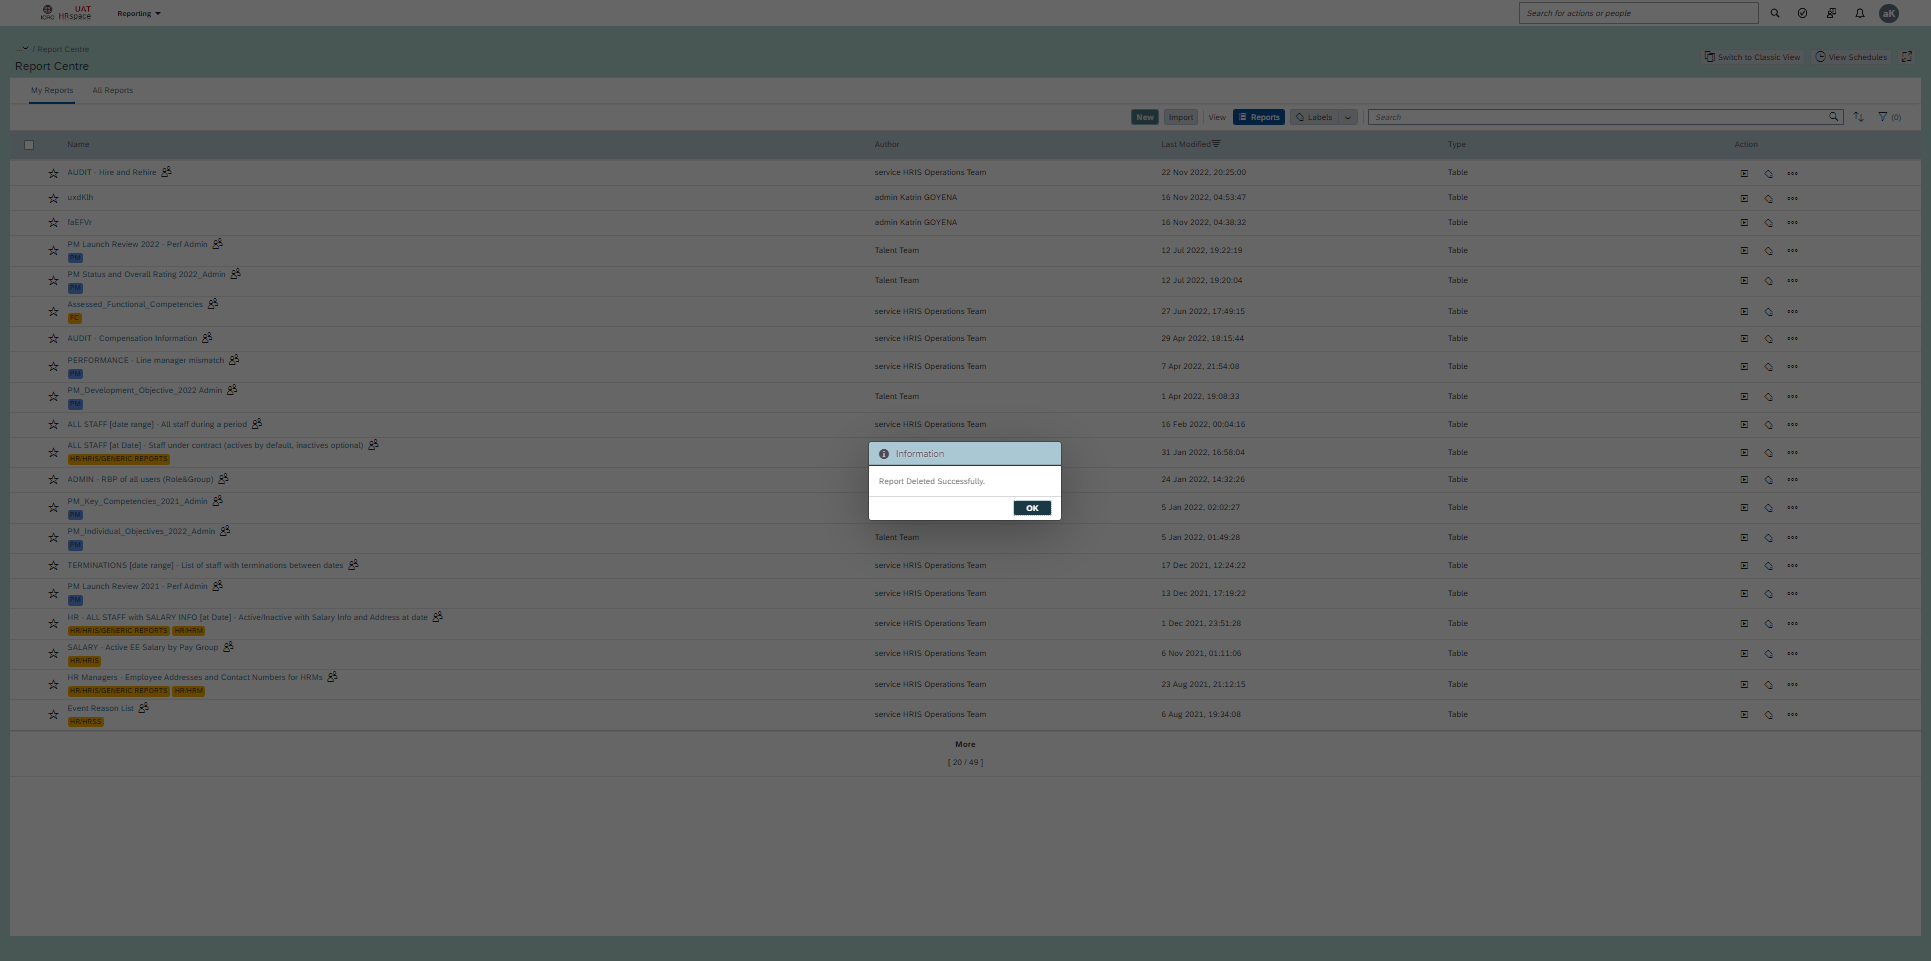 ICRC UAT
HRspace
Reporting
Search for actions or people
aK
/ Report Centre
Report Centre
Switch to Classic View
View Schedules
My Reports
All Reports
New
Import
View
Reports
Labels
Search
(0)
Name Author Last Modified Type Action
AUDIT - Hire and Rehire service HRIS Operations Team 22 Nov 2022, 20:25:00 Table
uxdKlh admin Katrin GOYENA 16 Nov 2022, 04:53:47 Table
faEFVr admin Katrin GOYENA 16 Nov 2022, 04:38:32 Table
PM Launch Review 2022 - Perf Admin Talent Team 12 Jul 2022, 19:22:19 Table
PM
PM Status and Overall Rating 2022_Admin Talent Team 12 Jul 2022, 19:20:04 Table
PM
Assessed_Functional_Competencies service HRIS Operations Team 27 Jun 2022, 17:49:15 Table
FC
AUDIT - Compensation Information service HRIS Operations Team 29 Apr 2022, 18:15:44 Table
PERFORMANCE - Line manager mismatch service HRIS Operations Team 7 Apr 2022, 21:54:08 Table
PM
PM_Development_Objective_2022 Admin Talent Team 1 Apr 2022, 19:08:33 Table
PM
ALL STAFF [date range] - All staff during a period service HRIS Operations Team 16 Feb 2022, 00:04:16 Table
ALL STAFF [at Date] - Staff under contract (actives by default, inactives optional) 31 Jan 2022, 16:58:04 Table
HR/HRIS/GENERIC REPORTS
ADMIN - RBP of all users (Role&Group) 24 Jan 2022, 14:32:26 Table
PM_Key_Competencies_2021_Admin 5 Jan 2022, 02:02:27 Table
PM
PM_Individual_Objectives_2022_Admin Talent Team 5 Jan 2022, 01:49:28 Table
PM
TERMINATIONS [date range] - List of staff with terminations between dates service HRIS Operations Team 17 Dec 2021, 12:24:22 Table
PM Launch Review 2021 - Perf Admin service HRIS Operations Team 13 Dec 2021, 17:19:22 Table
PM
HR - ALL STAFF with SALARY INFO [at Date] - Active/Inactive with Salary Info and Address at date service HRIS Operations Team 1 Dec 2021, 23:51:28 Table
HR/HRIS/GENERIC REPORTS HR/HRM
SALARY - Active EE Salary by Pay Group service HRIS Operations Team 6 Nov 2021, 01:11:06 Table
HR/HRIS
HR Managers - Employee Addresses and Contact Numbers for HRMs service HRIS Operations Team 23 Aug 2021, 21:12:15 Table
HR/HRIS/GENERIC REPORTS HR/HRM
Event Reason List service HRIS Operations Team 6 Aug 2021, 19:34:08 Table
HR/HRSS
More
[ 20 / 49 ]
Information
Report Deleted Successfully.
OK